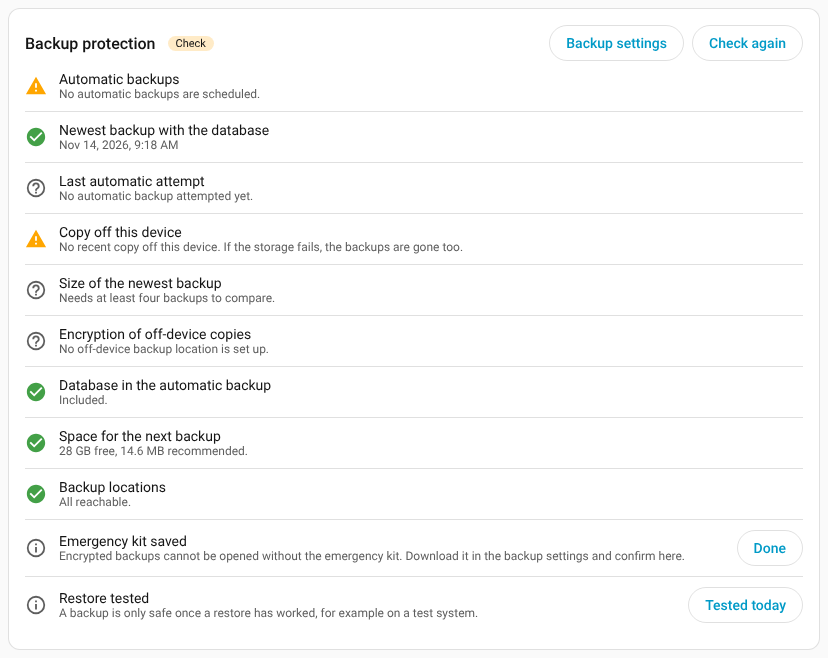 Backup protection
Check
Backup settings
Check again
Automatic backups
No automatic backups are scheduled.
Newest backup with the database
Nov 14, 2026, 9:18 AM
Last automatic attempt
No automatic backup attempted yet.
Copy off this device
No recent copy off this device. If the storage fails, the backups are gone too.
Size of the newest backup
Needs at least four backups to compare.
Encryption of off-device copies
No off-device backup location is set up.
Database in the automatic backup
Included.
Space for the next backup
28 GB free, 14.6 MB recommended.
Backup locations
All reachable.
Emergency kit saved
Encrypted backups cannot be opened without the emergency kit. Download it in the backup settings and confirm here.
Done
Restore tested
A backup is only safe once a restore has worked, for example on a test system.
Tested today